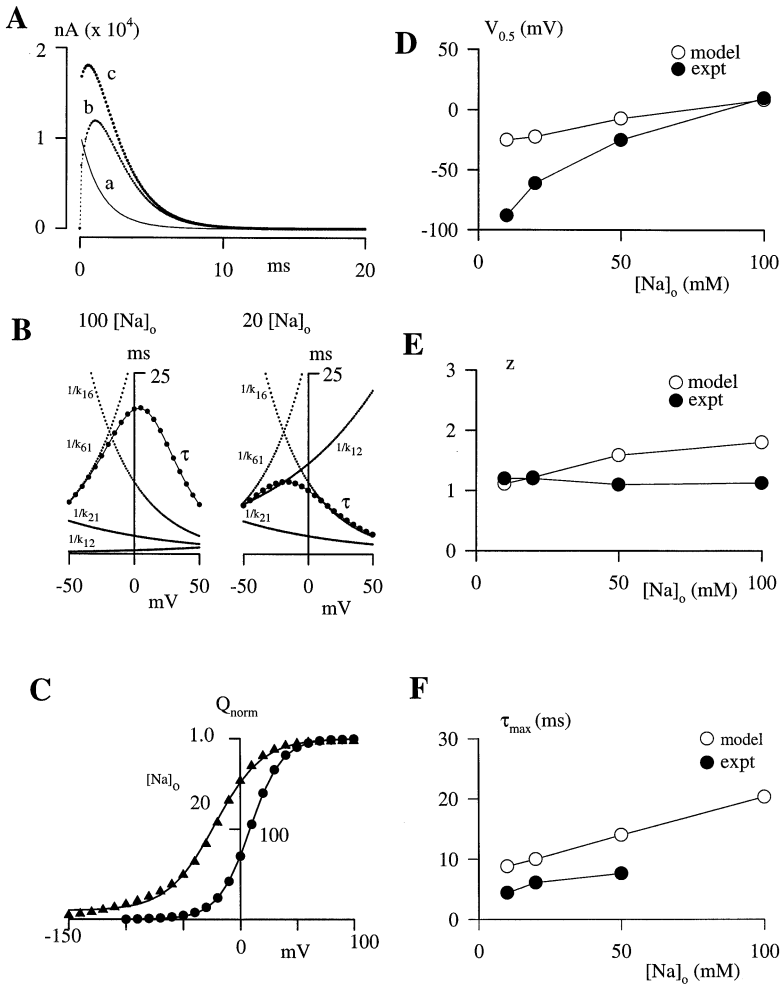 A
nA (x 10⁴)
2
1
0
c
b
a
0 10 20
ms
B
100 [Na]ₒ
ms
25
1/k₁₆
1/k₆₁
τ
1/k₂₁
1/k₁₂
-50 -0 50
mV
20 [Na]ₒ
ms
25
1/k₁₆
1/k₁₂
1/k₆₁
τ
1/k₂₁
-50 0 50
mV
C
Qnorm
1.0
[Na]ₒ
20
100
-150 0 100
mV
D
V0.5 (mV)
model
expt
50
0
-50
-100
0 50 100
[Na]ₒ (mM)
E
z
model
expt
3
2
1
0
0 50 100
[Na]ₒ (mM)
F
τmax (ms)
model
expt
30
20
10
0
0 50 100
[Na]ₒ (mM)